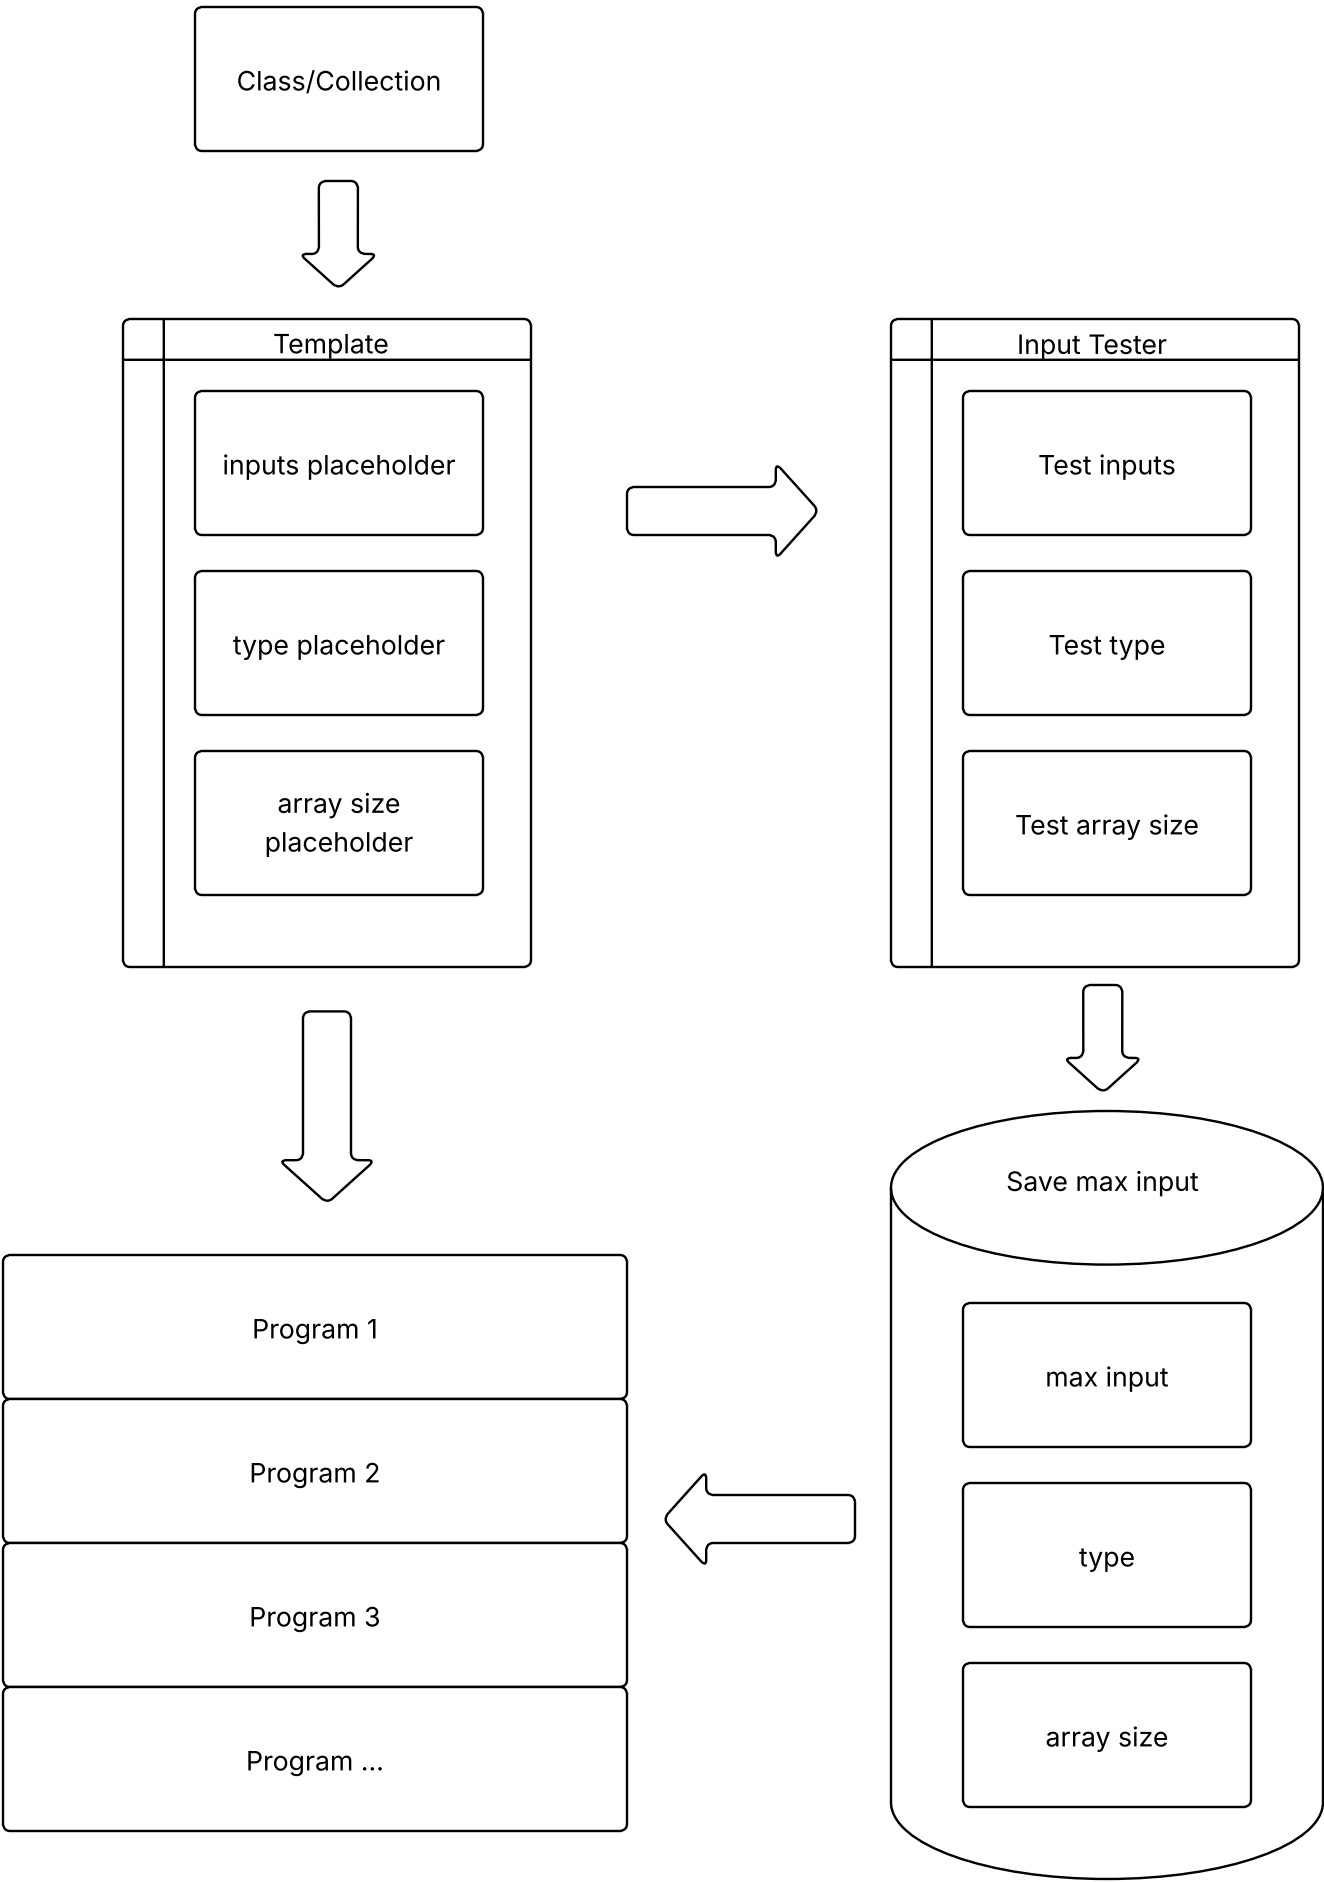 Class/Collection
Template
inputs placeholder
type placeholder
array size
placeholder
Input Tester
Test inputs
Test type
Test array size
Save max input
max input
type
array size
Program 1
Program 2
Program 3
Program ...